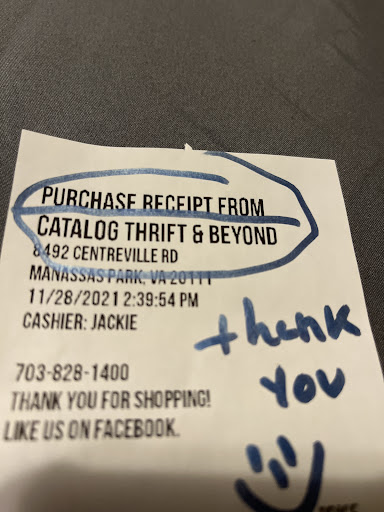 PURCHASE RECEIPT FROM
CATALOG THRIFT & BEYOND
8492 CENTREVILLE RD
MANASSAS PARK, VA 20111
11/28/2021 2:39:54 PM
CASHIER: JACKIE
thank
you
703-828-1400
THANK YOU FOR SHOPPING!
LIKE US ON FACEBOOK.